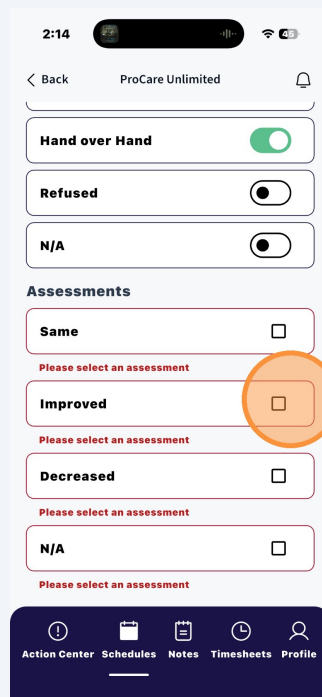 2:14
45
Back ProCare Unlimited
Hand over Hand
Refused
N/A
Assessments
Same
Please select an assessment
Improved
Please select an assessment
Decreased
Please select an assessment
N/A
Please select an assessment
Action Center Schedules Notes Timesheets Profile